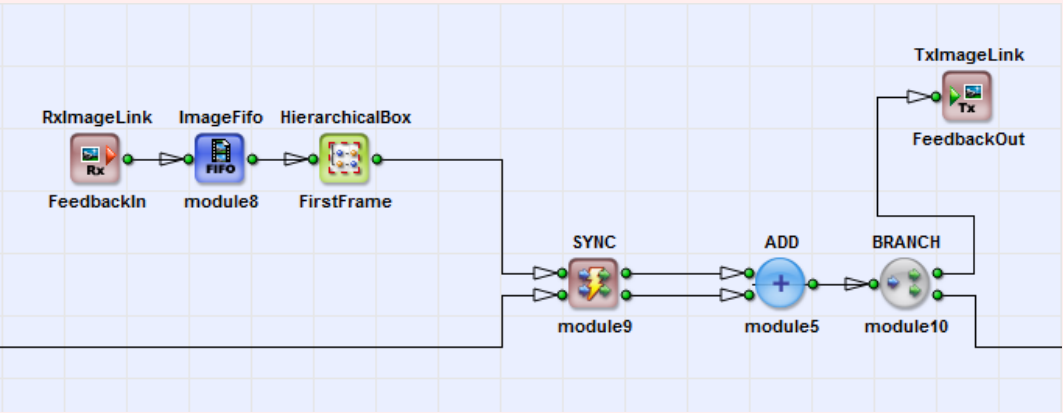 TxImageLink
Tx
FeedbackOut
RxImageLink ImageFifo HierarchicalBox
Rx
FIFO
FeedbackIn module8 FirstFrame
SYNC ADD BRANCH
+
module9 module5 module10